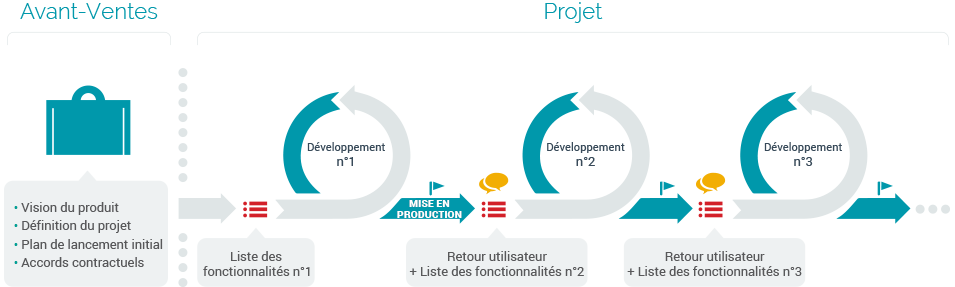 Avant-Ventes
Projet
• Vision du produit
• Définition du projet
• Plan de lancement initial
• Accords contractuels
Développement
n°1
Développement
n°2
Développement
n°3
MISE EN
PRODUCTION
Liste des
fonctionnalités n°1
Retour utilisateur
+ Liste des fonctionnalités n°2
Retour utilisateur
+ Liste des fonctionnalités n°3